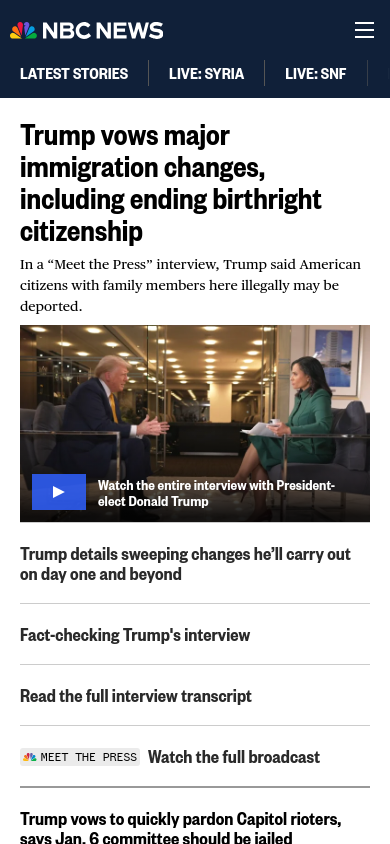 NBC NEWS
LATEST STORIES LIVE: SYRIA LIVE: SNF
Trump vows major
immigration changes,
including ending birthright
citizenship
In a “Meet the Press” interview, Trump said American
citizens with family members here illegally may be
deported.
Watch the entire interview with President-
elect Donald Trump
Trump details sweeping changes he’ll carry out
on day one and beyond
Fact-checking Trump's interview
Read the full interview transcript
MEET THE PRESS Watch the full broadcast
Trump vows to quickly pardon Capitol rioters,
says Jan. 6 committee should be jailed